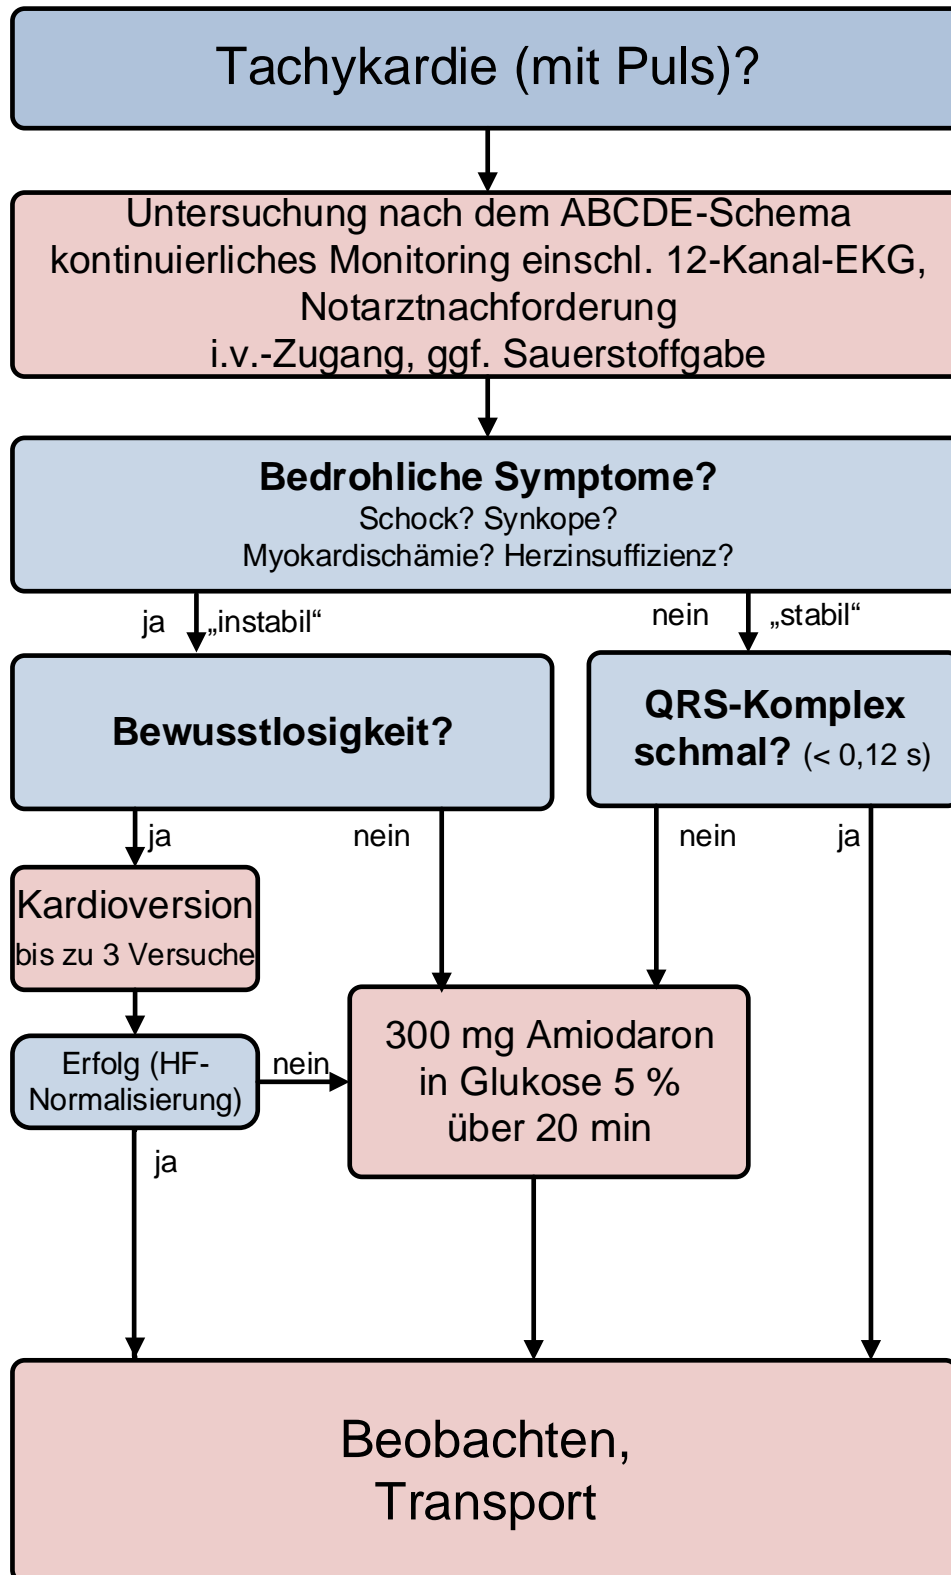 Tachykardie (mit Puls)?
Untersuchung nach dem ABCDE-Schema
kontinuierliches Monitoring einschl. 12-Kanal-EKG,
Notarztnachforderung
i.v.-Zugang, ggf. Sauerstoffgabe
Bedrohliche Symptome?
Schock? Synkope?
Myokardischämie? Herzinsuffizienz?
ja „instabil“
nein „stabil“
Bewusstlosigkeit?
QRS-Komplex
schmal? (< 0,12 s)
ja
nein
nein
ja
Kardioversion
bis zu 3 Versuche
300 mg Amiodaron
in Glukose 5 %
über 20 min
Erfolg (HF-
Normalisierung)
nein
ja
Beobachten,
Transport